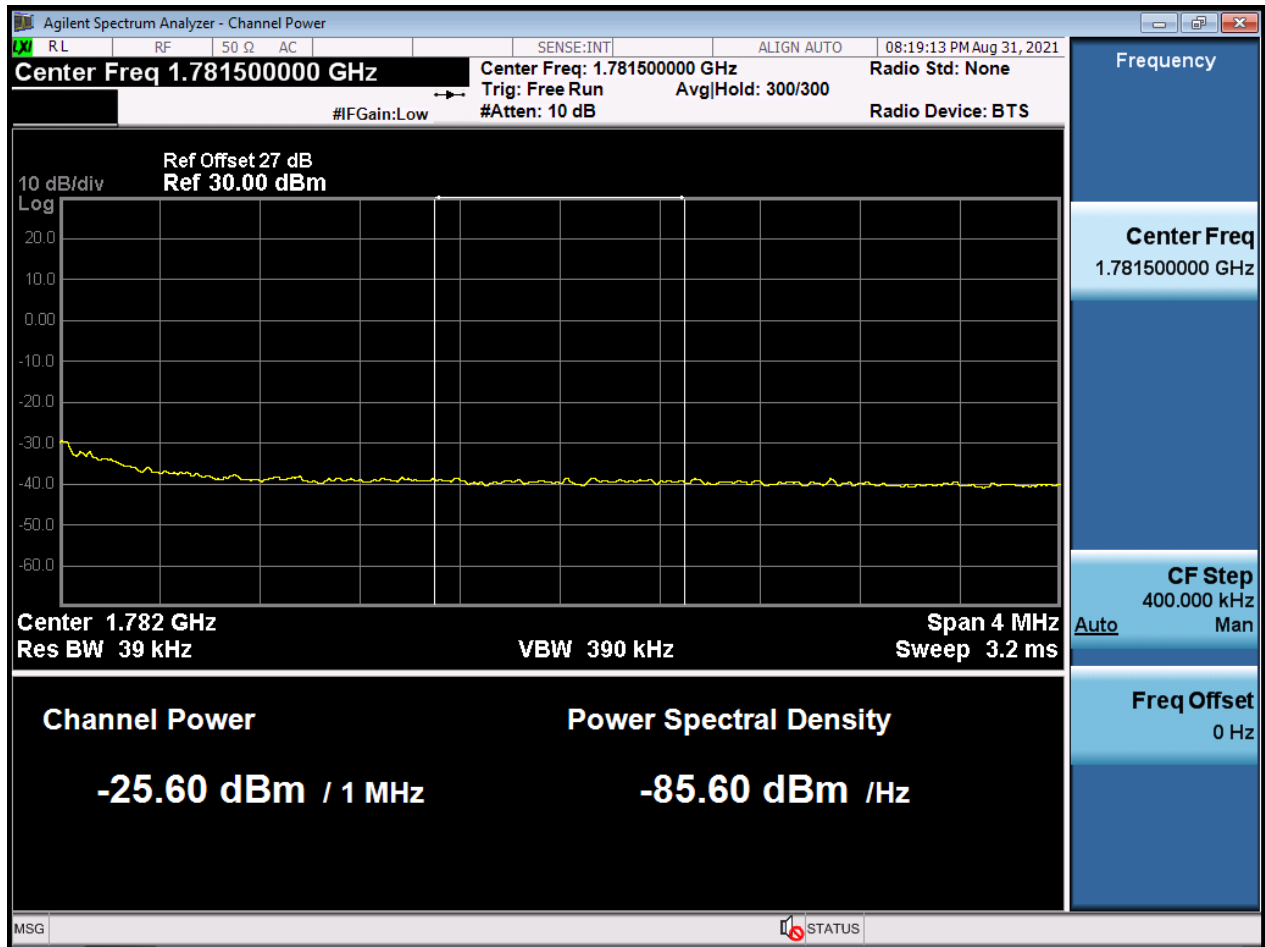 Agilent Spectrum Analyzer - Channel Power
LXI RL RF 50 Ω AC SENSE:INT ALIGN AUTO 08:19:13 PM Aug 31, 2021
Center Freq 1.781500000 GHz
#IFGain:Low
Center Freq: 1.781500000 GHz
Trig: Free Run Avg|Hold: 300/300
#Atten: 10 dB
Radio Std: None
Radio Device: BTS
Ref Offset 27 dB
10 dB/div Ref 30.00 dBm
Log
20.0
10.0
0.00
-10.0
-20.0
-30.0
-40.0
-50.0
-60.0
Center 1.782 GHz Span 4 MHz
Res BW 39 kHz VBW 390 kHz Sweep 3.2 ms
Channel Power Power Spectral Density
-25.60 dBm / 1 MHz -85.60 dBm /Hz
Frequency
Center Freq
1.781500000 GHz
CF Step
400.000 kHz
Auto Man
Freq Offset
0 Hz
MSG STATUS